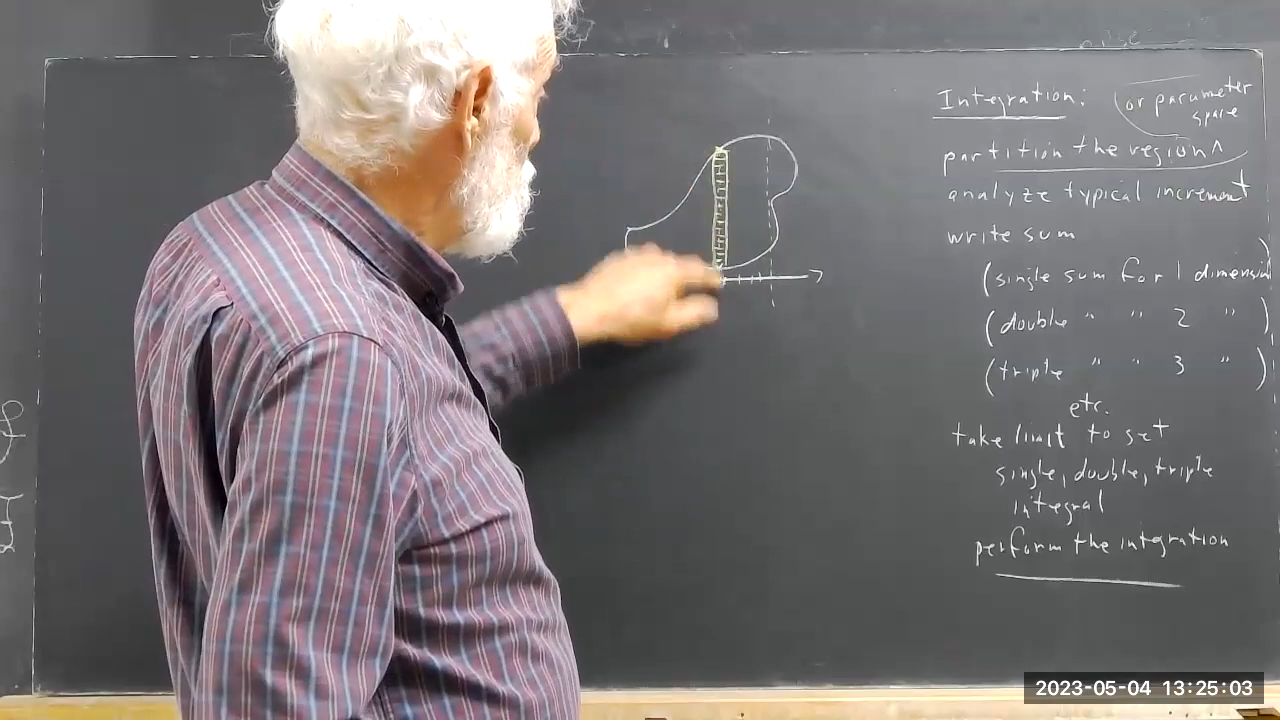 Integration:
(or parameter
space
partition the region^
analyze typical increment
write sum
(single sum for 1 dimension)
(double " " 2 " )
(triple " " 3 " )
etc.
take limit to get
single, double, triple
integral
perform the integration
2023-05-04 13:25:03